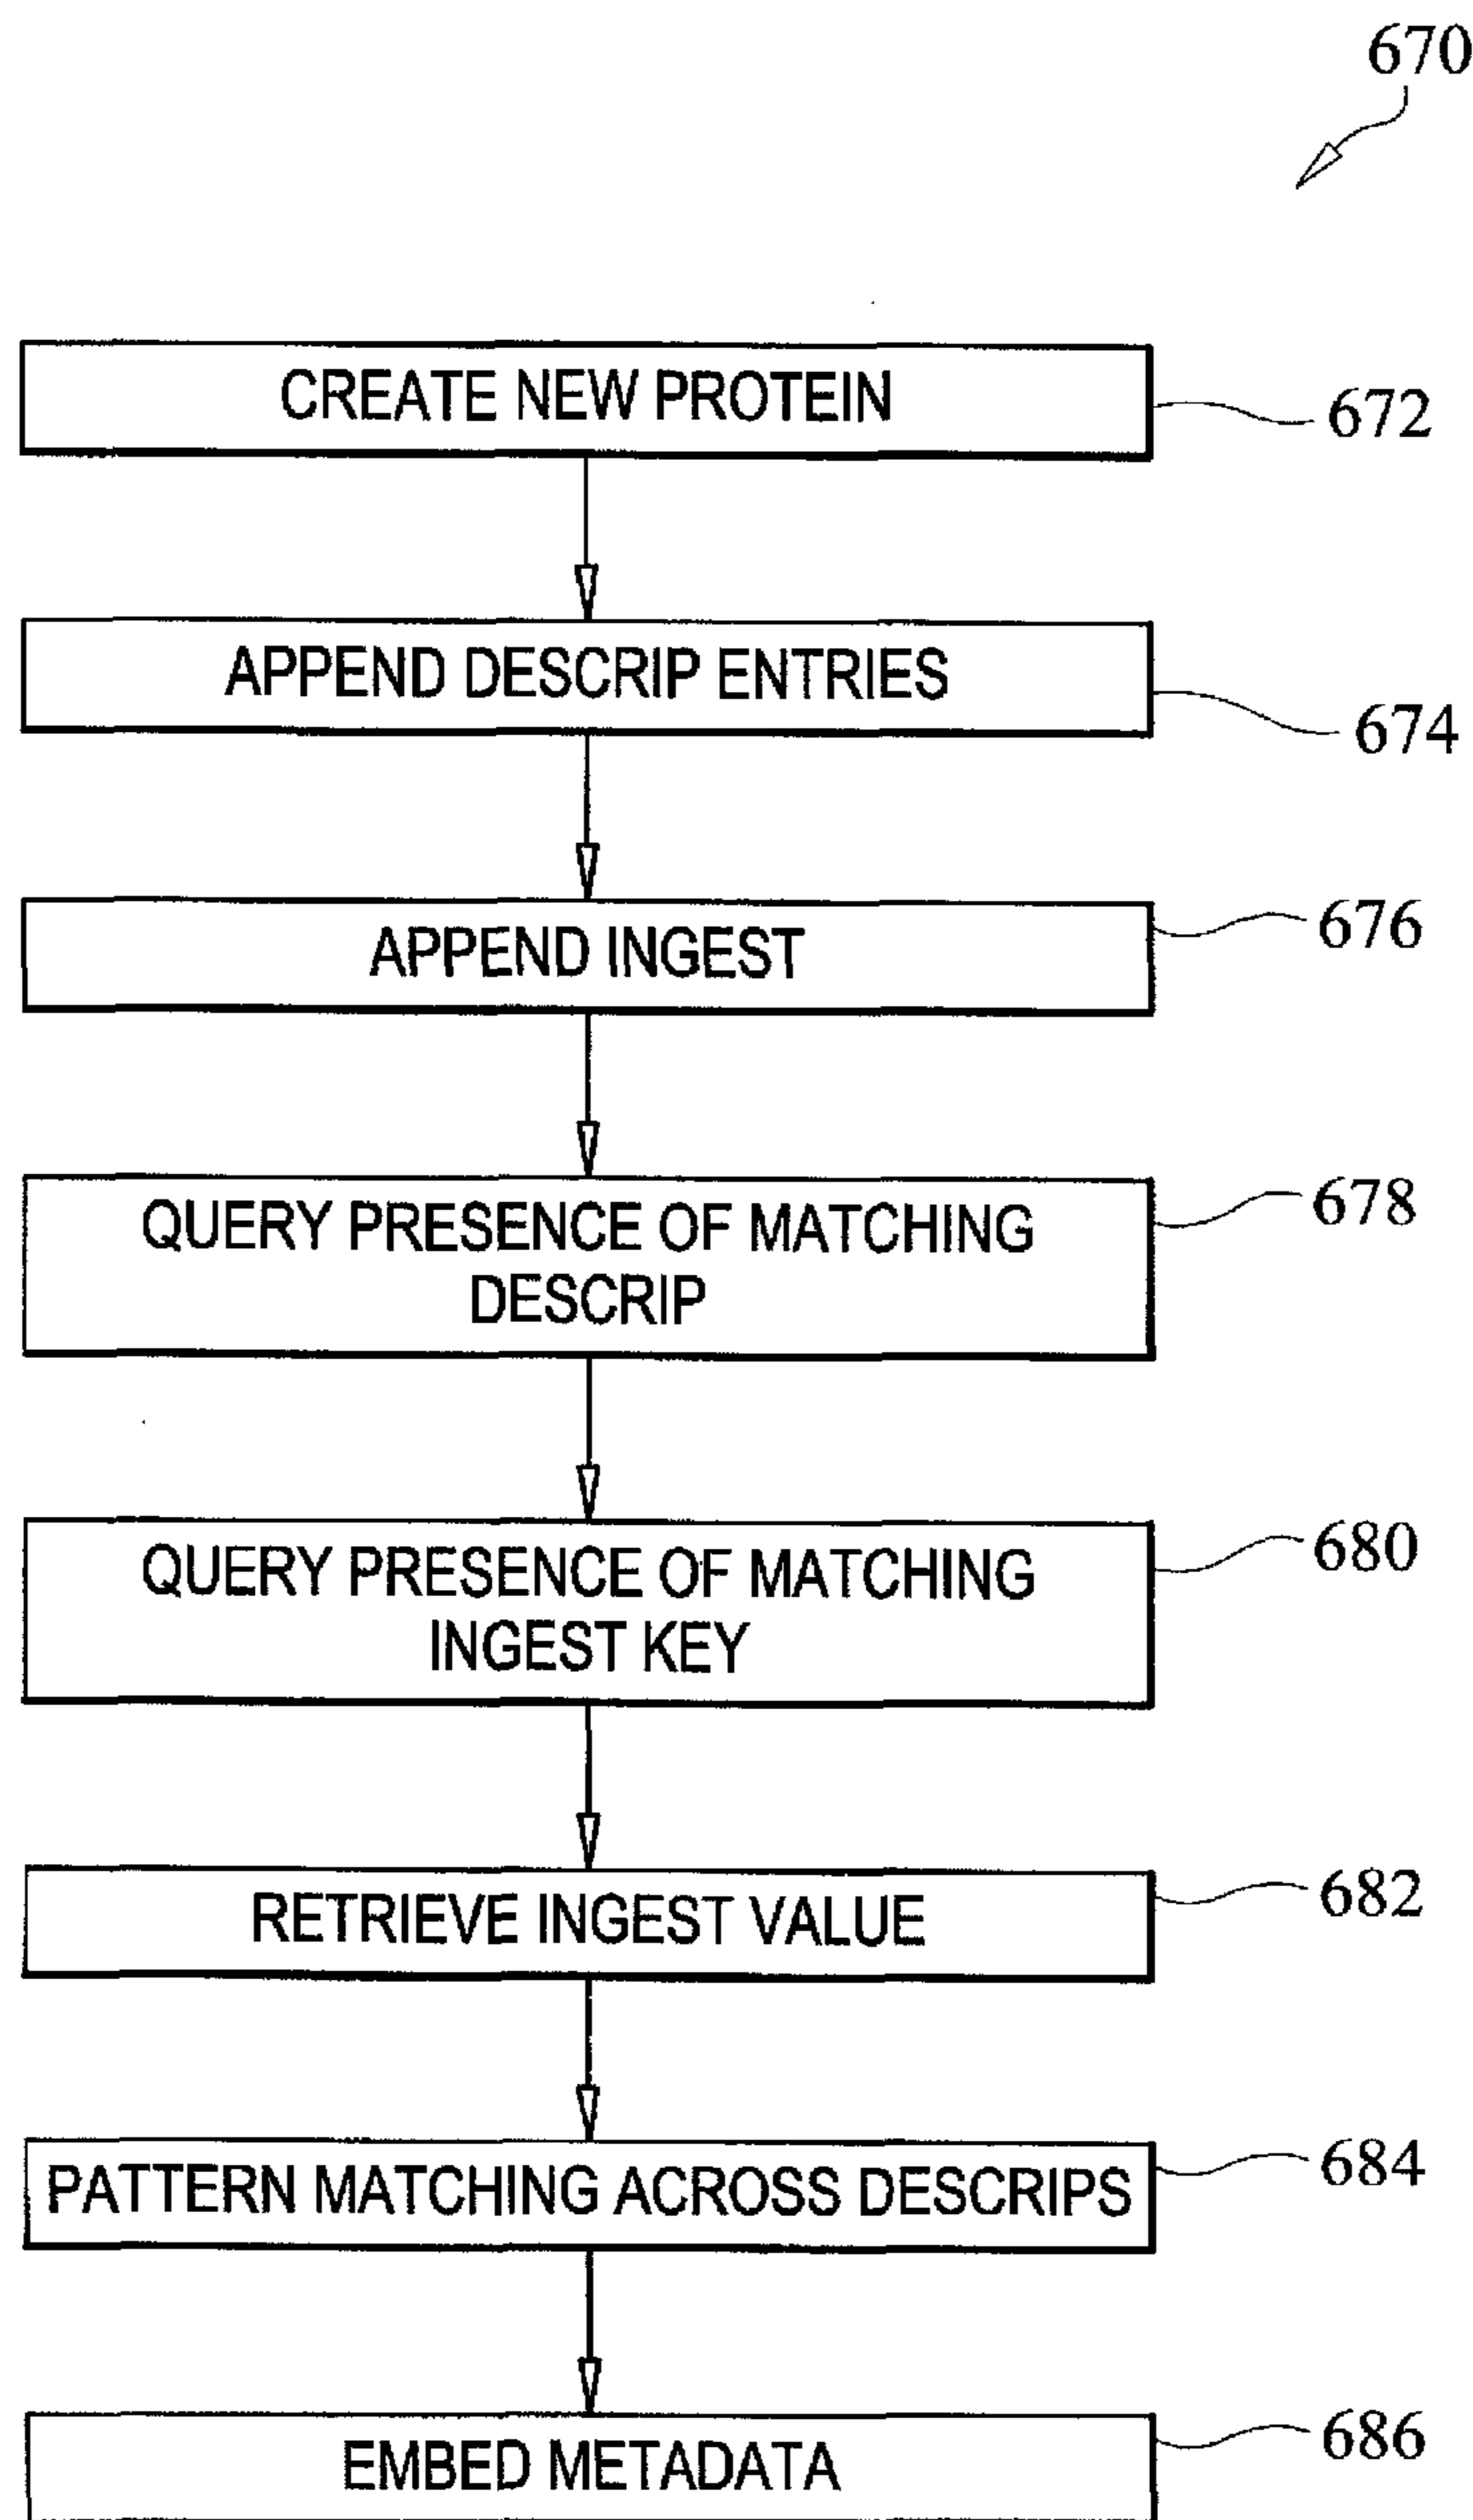 670
CREATE NEW PROTEIN
672
APPEND DESCRIP ENTRIES
674
APPEND INGEST
676
QUERY PRESENCE OF MATCHING
DESCRIP
678
QUERY PRESENCE OF MATCHING
INGEST KEY
680
RETRIEVE INGEST VALUE
682
PATTERN MATCHING ACROSS DESCRIPS
684
EMBED METADATA
686